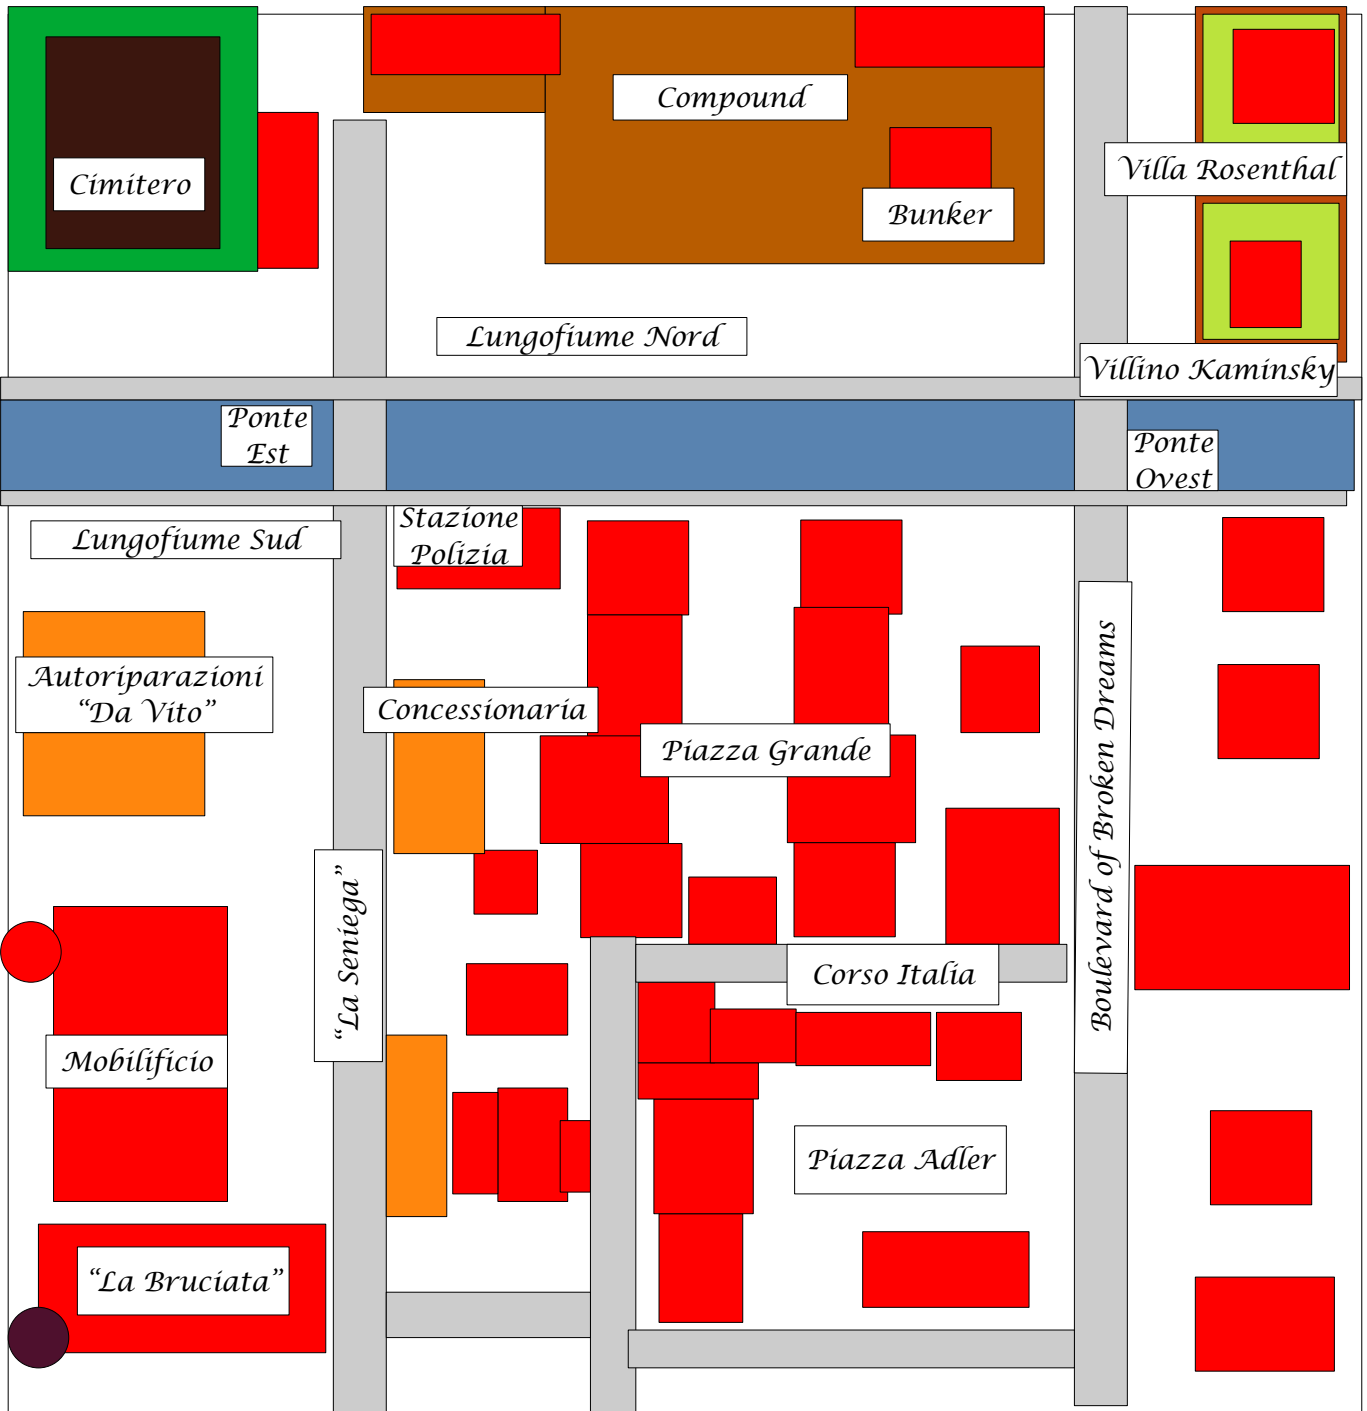 Compound
Cimitero
Villa Rosenthal
Bunker
Lungofiume Nord
Villino Kaminsky
Ponte
Est
Ponte
Ovest
Stazione
Polizia
Lungofiume Sud
Autoriparazioni
“Da Vito”
Concessionaria
Piazza Grande
Boulevard of Broken Dreams
“La Seniega”
Corso Italia
Mobilificio
Piazza Adler
“La Bruciata”